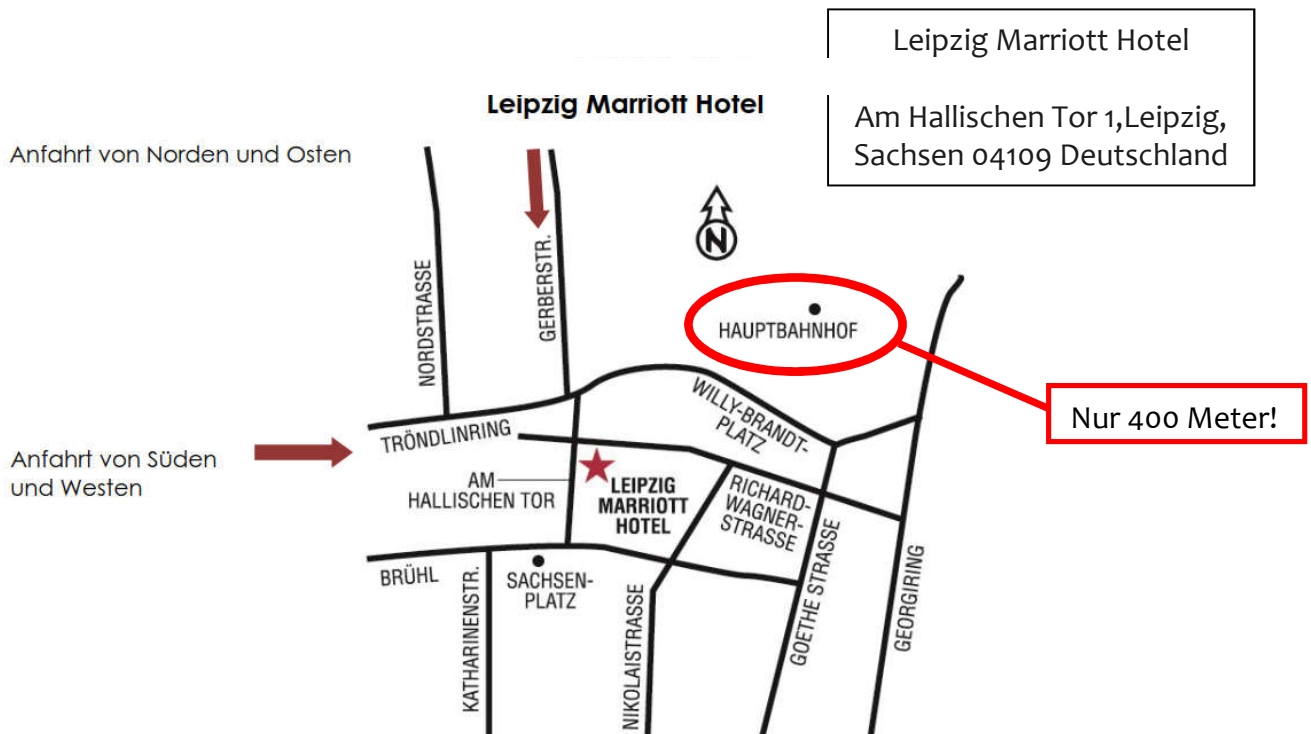 Leipzig Marriott Hotel
Am Hallischen Tor 1,Leipzig,
Sachsen 04109 Deutschland
Leipzig Marriott Hotel
Anfahrt von Norden und Osten
N
NORDSTRASSE
GERBERSTR.
HAUPTBAHNHOF
Nur 400 Meter!
WILLY-BRANDT-
PLATZ
TRÖNDLINRING
Anfahrt von Süden
und Westen
AM
HALLISCHEN TOR
LEIPZIG
MARRIOTT
HOTEL
RICHARD-
WAGNER-
STRASSE
BRÜHL
KATHARINENSTR.
SACHSEN-
PLATZ
NIKOLAISTRASSE
GOETHE STRASSE
GEORGIRING